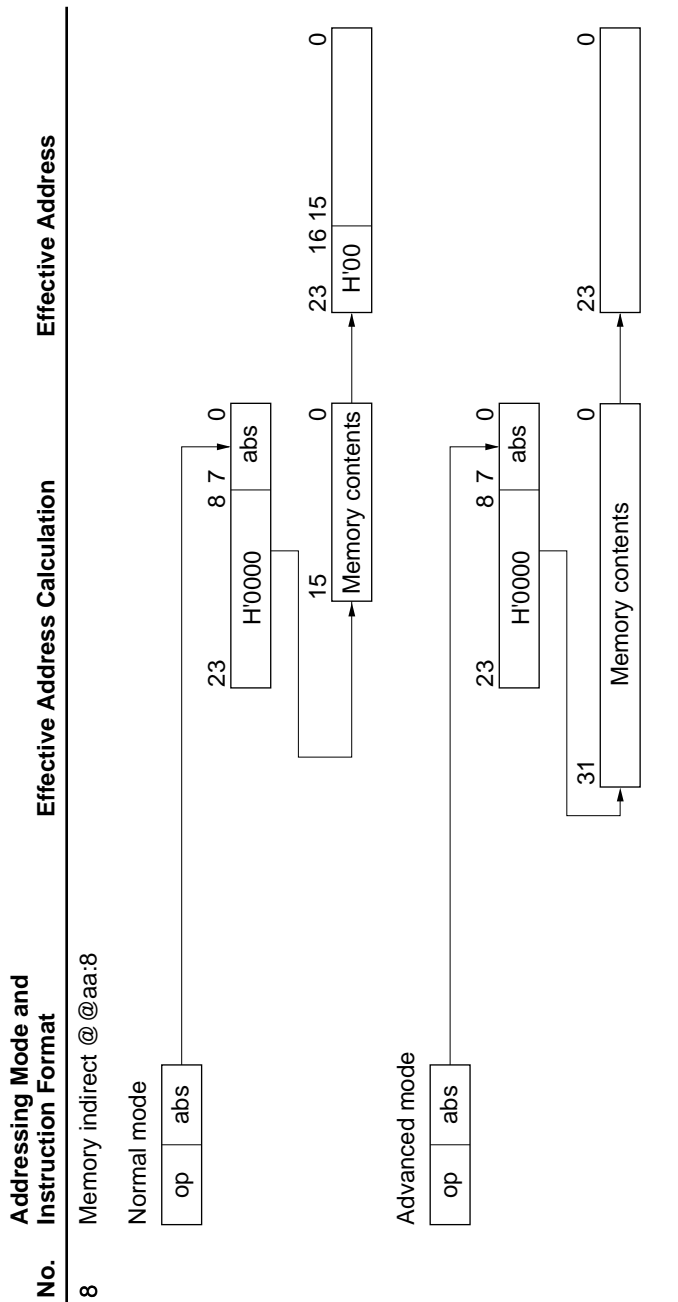 Addressing Mode and
No. Instruction Format Effective Address Calculation Effective Address
8 Memory indirect @@aa:8
Normal mode
op abs
23 8 7 0
H'0000 abs
15 0
Memory contents
23 16 15 0
H'00
Advanced mode
op abs
23 8 7 0
H'0000 abs
31 0
Memory contents
23 0